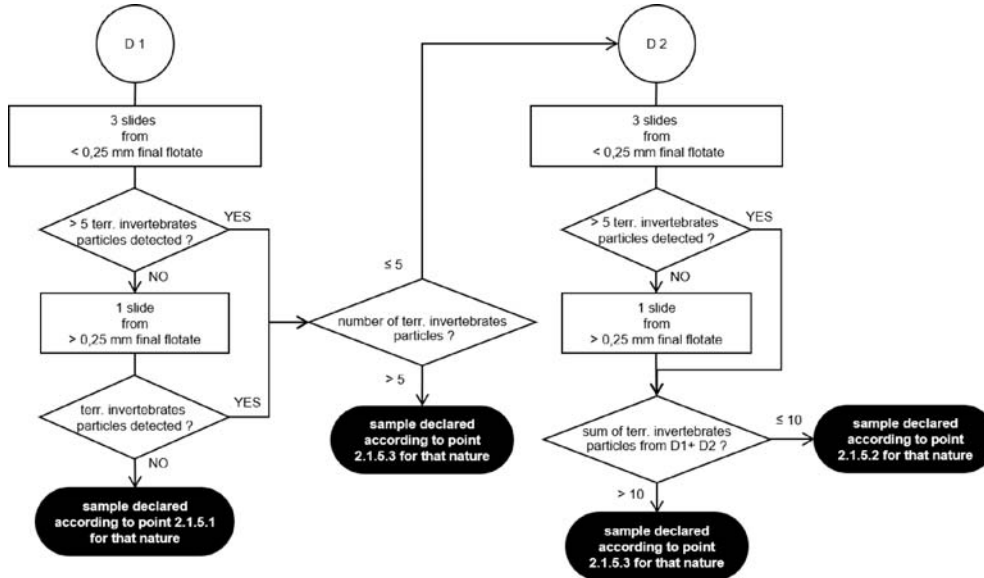 D 1
3 slides
from
< 0,25 mm final flotate
> 5 terr. invertebrates
particles detected ?
YES
NO
1 slide
from
> 0,25 mm final flotate
terr. invertebrates
particles detected ?
YES
NO
sample declared
according to point 2.1.5.1
for that nature
≤ 5
number of terr. invertebrates
particles ?
> 5
sample declared
according to point
2.1.5.3 for that nature
D 2
3 slides
from
< 0,25 mm final flotate
> 5 terr. invertebrates
particles detected ?
YES
NO
1 slide
from
> 0,25 mm final flotate
sum of terr. invertebrates
particles from D1+ D2 ?
≤ 10
sample declared
according to point
2.1.5.2 for that nature
> 10
sample declared
according to point
2.1.5.3 for that nature